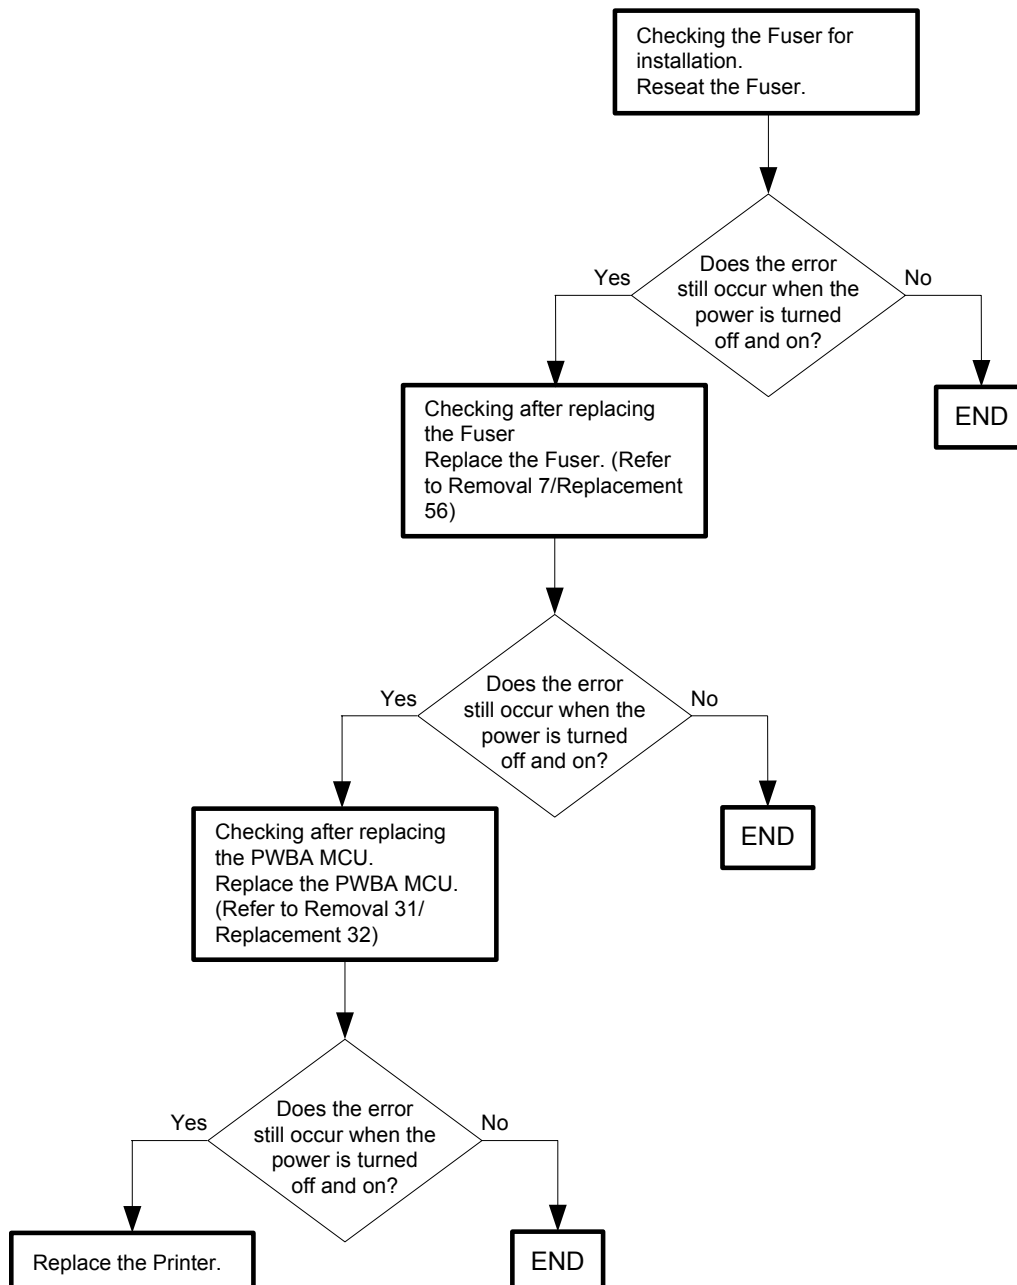 Checking the Fuser for
installation.
Reseat the Fuser.
Does the error
still occur when the
power is turned
off and on?
Yes
No
END
Checking after replacing
the Fuser
Replace the Fuser. (Refer
to Removal 7/Replacement
56)
Does the error
still occur when the
power is turned
off and on?
Yes
No
END
Checking after replacing
the PWBA MCU.
Replace the PWBA MCU.
(Refer to Removal 31/
Replacement 32)
Does the error
still occur when the
power is turned
off and on?
Yes
No
Replace the Printer.
END